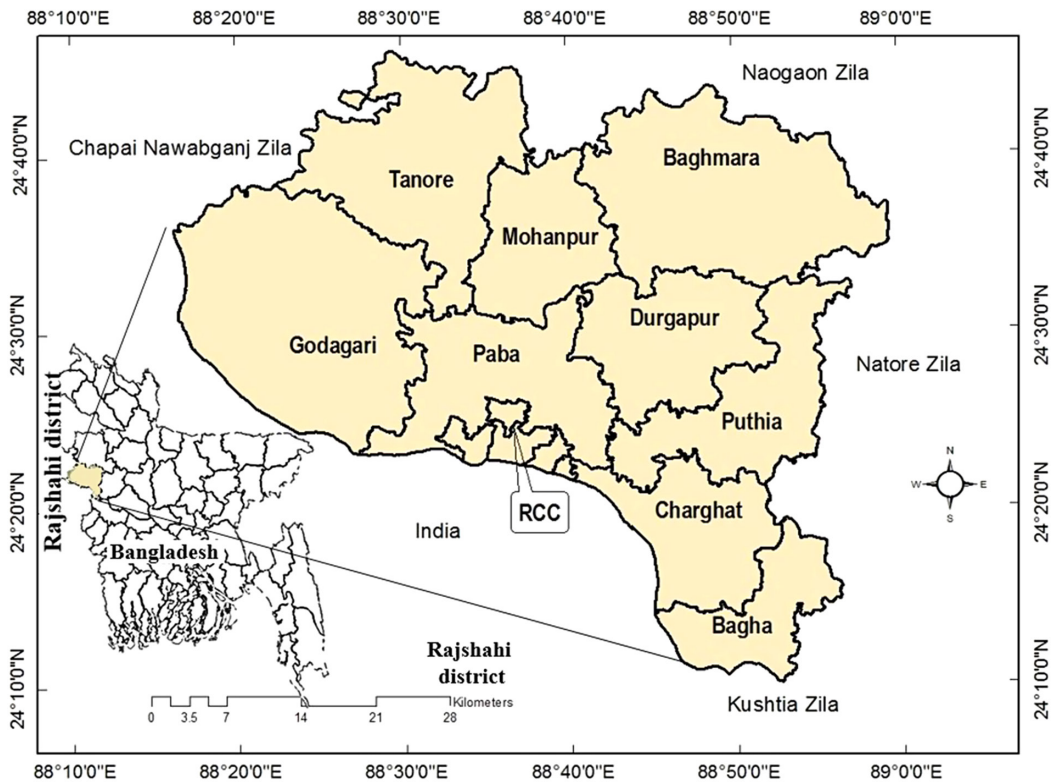 88°10'0"E 88°20'0"E 88°30'0"E 88°40'0"E 88°50'0"E 89°0'0"E
Naogaon Zila
24°40'0"N
Chapai Nawabganj Zila
Tanore
Baghmara
24°40'0"N
Mohanpur
24°30'0"N
Godagari
Paba
Durgapur
24°30'0"N
Natore Zila
Puthia
Rajshahi district
N
W E
S
24°20'0"N
RCC
Charghat
24°20'0"N
India
Bangladesh
Bagha
Rajshahi
district
24°10'0"N
Kilometers
0 3.5 7 14 21 28
Kushtia Zila
24°10'0"N
88°10'0"E 88°20'0"E 88°30'0"E 88°40'0"E 88°50'0"E 89°0'0"E